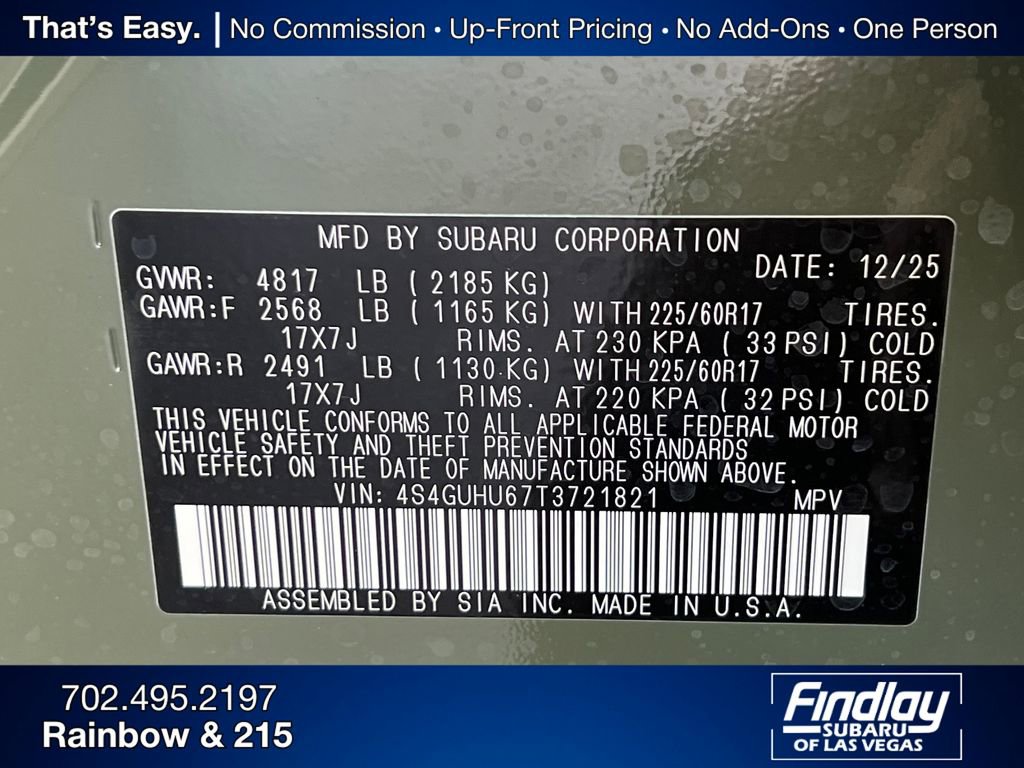 That's Easy. | No Commission • Up-Front Pricing • No Add-Ons • One Person
MFD BY SUBARU CORPORATION
DATE: 12/25
GVWR: 4817 LB ( 2185 KG)
GAWR:F 2568 LB ( 1165 KG) WITH 225/60R17 TIRES.
17X7J RIMS. AT 230 KPA ( 33 PSI) COLD
GAWR:R 2491 LB ( 1130 KG) WITH 225/60R17 TIRES.
17X7J RIMS. AT 220 KPA ( 32 PSI) COLD
THIS VEHICLE CONFORMS TO ALL APPLICABLE FEDERAL MOTOR
VEHICLE SAFETY AND THEFT PREVENTION STANDARDS
IN EFFECT ON THE DATE OF MANUFACTURE SHOWN ABOVE.
VIN: 4S4GUHU67T3721821 MPV
ASSEMBLED BY SIA INC. MADE IN U.S.A.
702.495.2197
Rainbow & 215
Findlay
SUBARU
OF LAS VEGAS